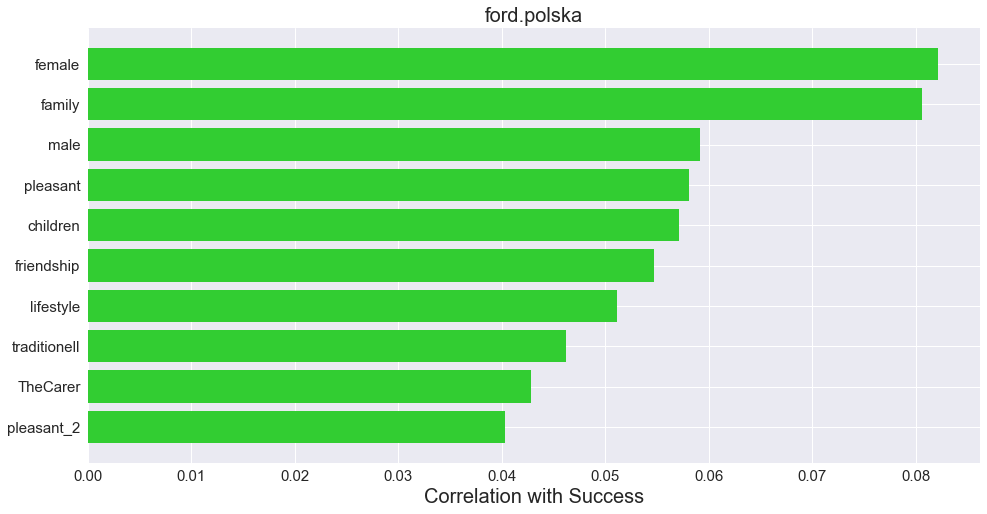 ford.polska
female
family
male
pleasant
children
friendship
lifestyle
traditionell
TheCarer
pleasant_2
0.00 0.01 0.02 0.03 0.04 0.05 0.06 0.07 0.08
Correlation with Success